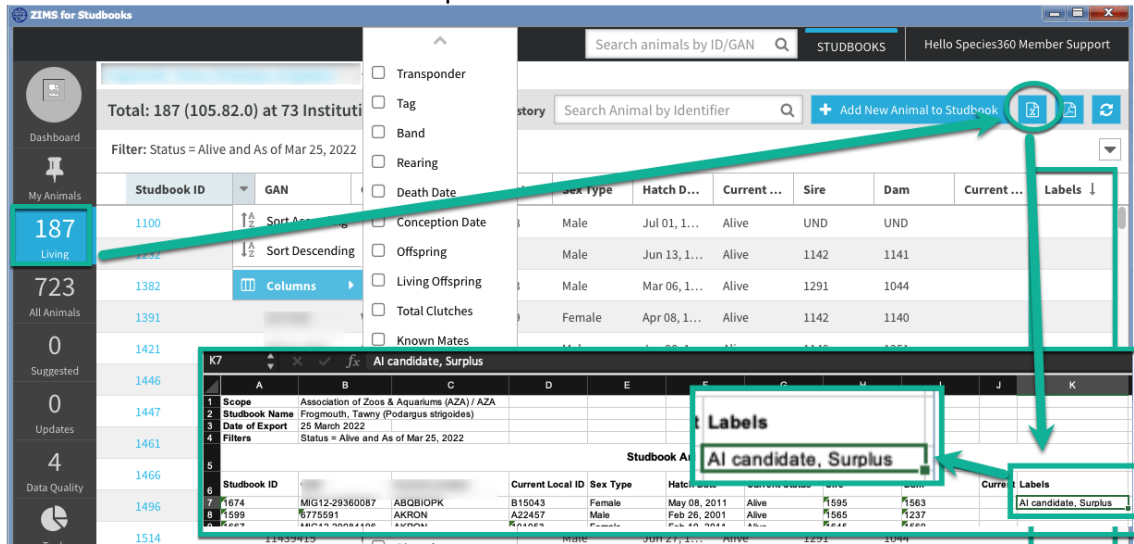 ZIMS for Studbooks
Search animals by ID/GAN
STUDBOOKS
Hello Species360 Member Support
Total: 187 (105.82.0) at 73 Instituti
story
Search Animal by Identifier
+ Add New Animal to Studbook
Filter: Status = Alive and As of Mar 25, 2022
Dashboard
My Animals
187
Living
723
All Animals
0
Suggested
0
Updates
4
Data Quality
Transponder
Tag
Band
Rearing
Death Date
Conception Date
Offspring
Living Offspring
Total Clutches
Known Mates
Sort Ascending
Sort Descending
Columns
Studbook ID GAN Sex Type Hatch D... Current ... Sire Dam Current ... Labels ↓
1100 Male Jul 01, 1... Alive UND UND
1232 Male Jun 13, 1... Alive 1142 1141
1382 Male Mar 06, 1... Alive 1291 1044
1391 Female Apr 08, 1... Alive 1142 1140
1421
1446
1447
1461
1466
1496
1514 11439415 Male Jun 27, 1... Alive 1291 1044
K7 fx AI candidate, Surplus
A B C D E F G H I J K
1 Scope Association of Zoos & Aquariums (AZA) / AZA
2 Studbook Name Frogmouth, Tawny (Podargus strigoides)
3 Date of Export 25 March 2022
4 Filters Status = Alive and As of Mar 25, 2022
5 Studbook An
6 Studbook ID Current Local ID Sex Type Hatch Date Current Status Sire Dam Current Labels
7 1674 MIG12-29360087 ABQBIOPK B15043 Female May 08, 2011 Alive 1595 1563 AI candidate, Surplus
8 1599 6775591 AKRON A22457 Male Feb 26, 2001 Alive 1565 1237
t Labels
AI candidate, Surplus